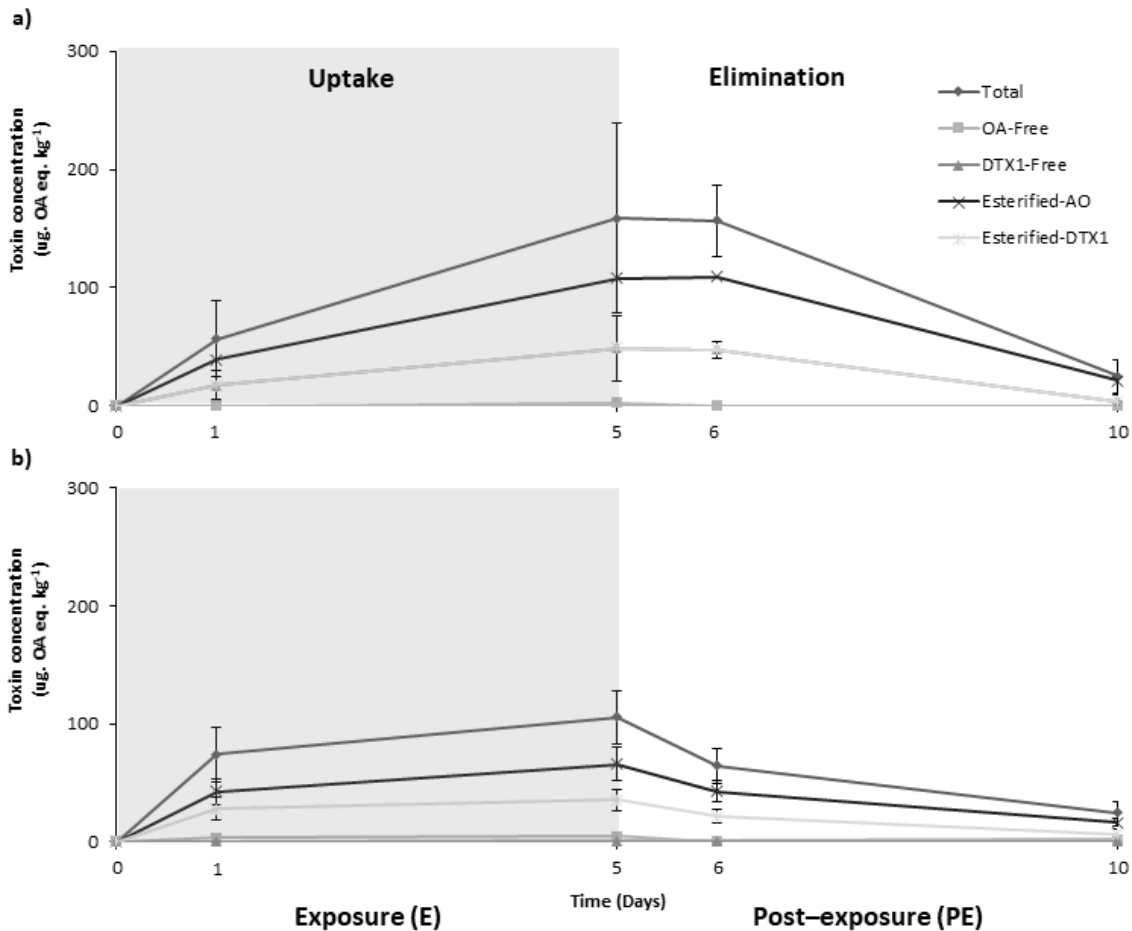 a)
300
Uptake
Elimination
Total
OA-Free
DTX1-Free
Esterified-AO
Esterified-DTX1
Toxin concentration
(ug. OA eq. kg-1)
200
100
0
0
1
5
6
10
b)
300
Toxin concentration
(ug. OA eq. kg-1)
200
100
0
0
1
5
6
10
Time (Days)
Exposure (E)
Post–exposure (PE)